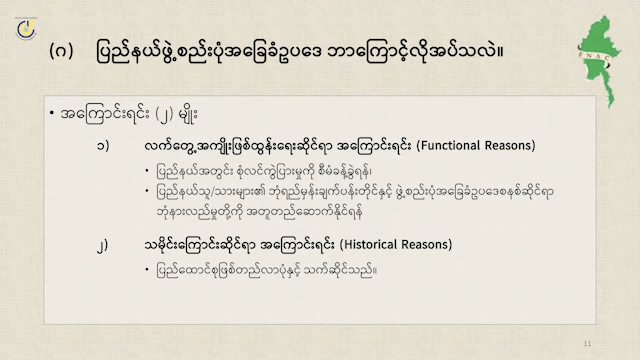 (ဂ) ပြည်နယ်ဖွဲ့စည်းပုံအခြေခံဥပဒေ ဘာကြောင့်လိုအပ်သလဲ။
• အကြောင်းရင်း (၂) မျိုး
၁) လက်တွေ့အကျိုးဖြစ်ထွန်းရေးဆိုင်ရာ အကြောင်းရင်း (Functional Reasons)
• ပြည်နယ်အတွင်း စုံလင်ကွဲပြားမှုကို စီမံခန့်ခွဲရန်၊
• ပြည်နယ်သူ/သားများ၏ ဘုံရည်မှန်းချက်ပန်းတိုင်နှင့် ဖွဲ့စည်းပုံအခြေခံဥပဒေစနစ်ဆိုင်ရာ
ဘုံနားလည်မှုတို့ကို အတူတည်ဆောက်နိုင်ရန်
၂) သမိုင်းကြောင်းဆိုင်ရာ အကြောင်းရင်း (Historical Reasons)
• ပြည်ထောင်စုဖြစ်တည်လာပုံနှင့် သက်ဆိုင်သည်။
11